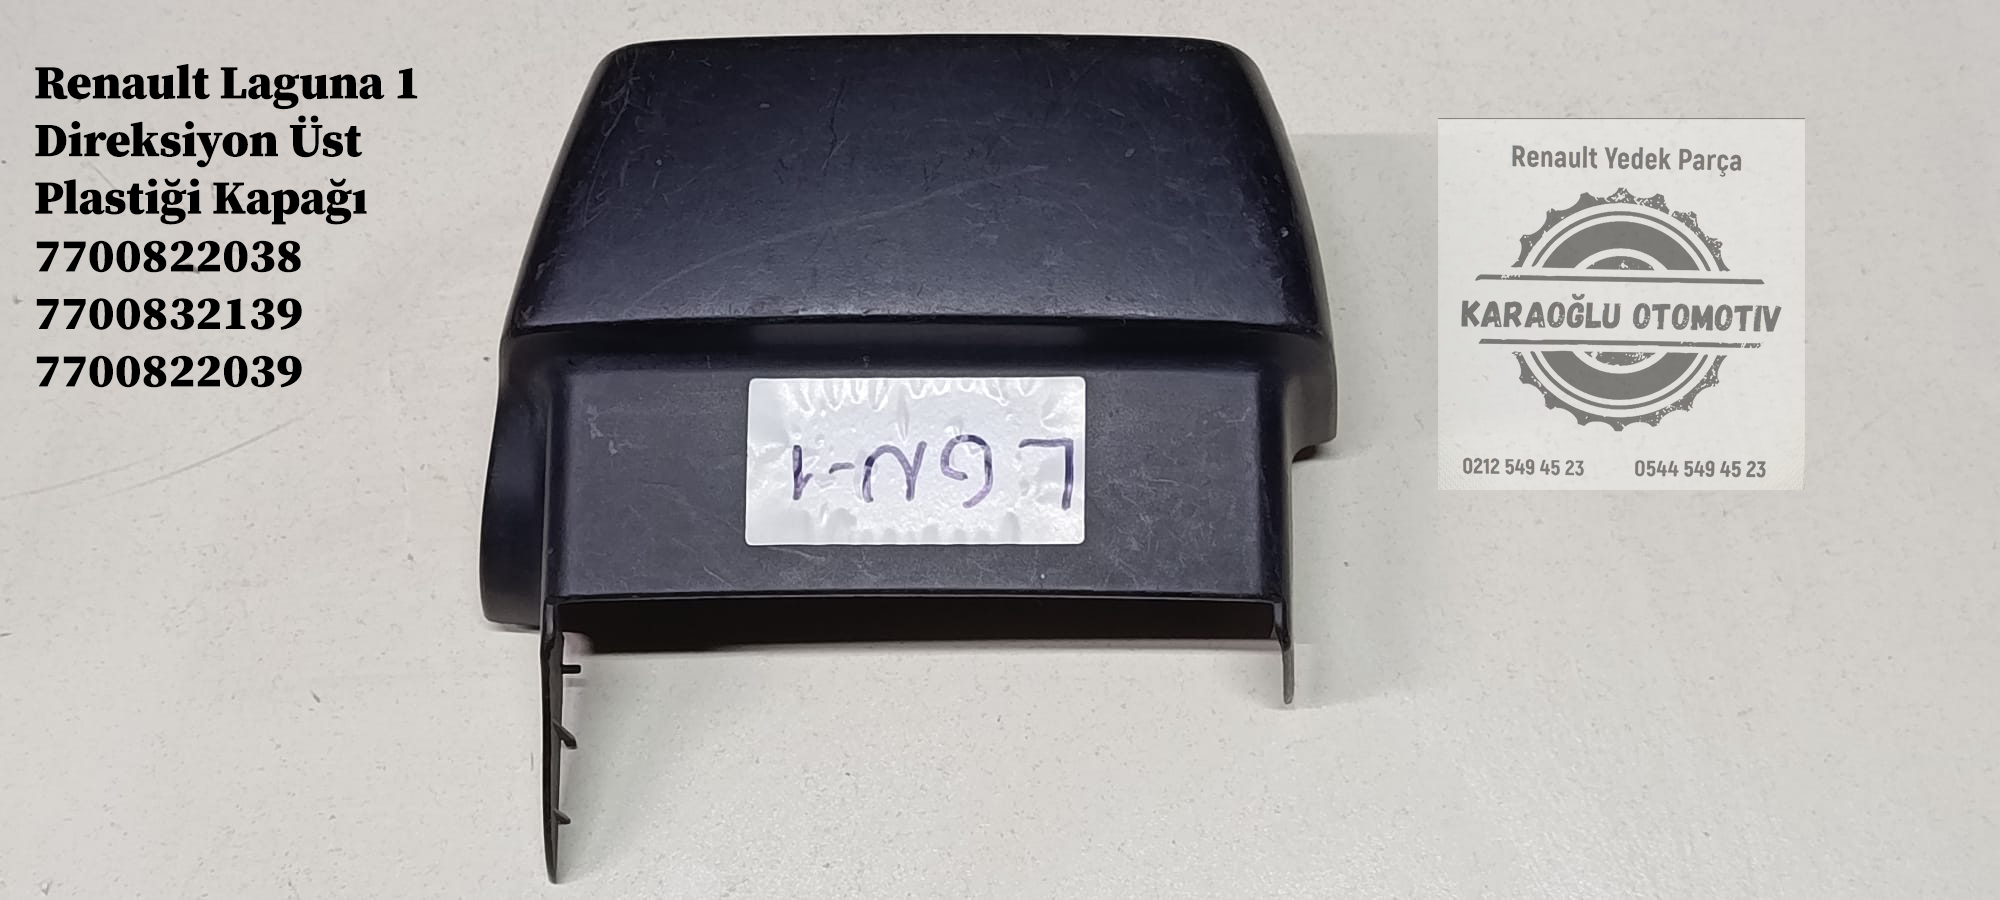 Renault Laguna 1
Direksiyon Üst
Plastiği Kapağı
7700822038
7700832139
7700822039
LGN-1
Renault Yedek Parça
KARAOĞLU OTOMOTIV
0212 549 45 23 0544 549 45 23